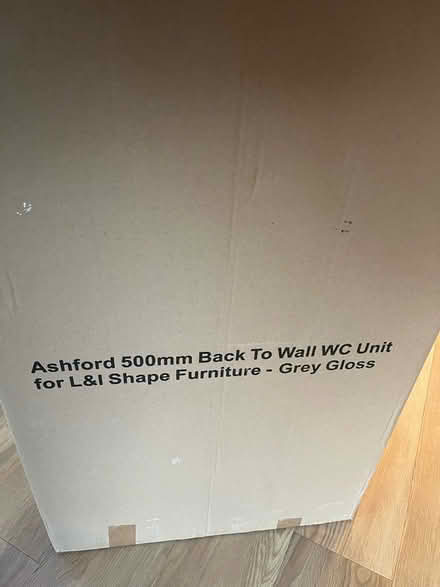 Ashford 500mm Back To Wall WC Unit
for L&I Shape Furniture - Grey Gloss